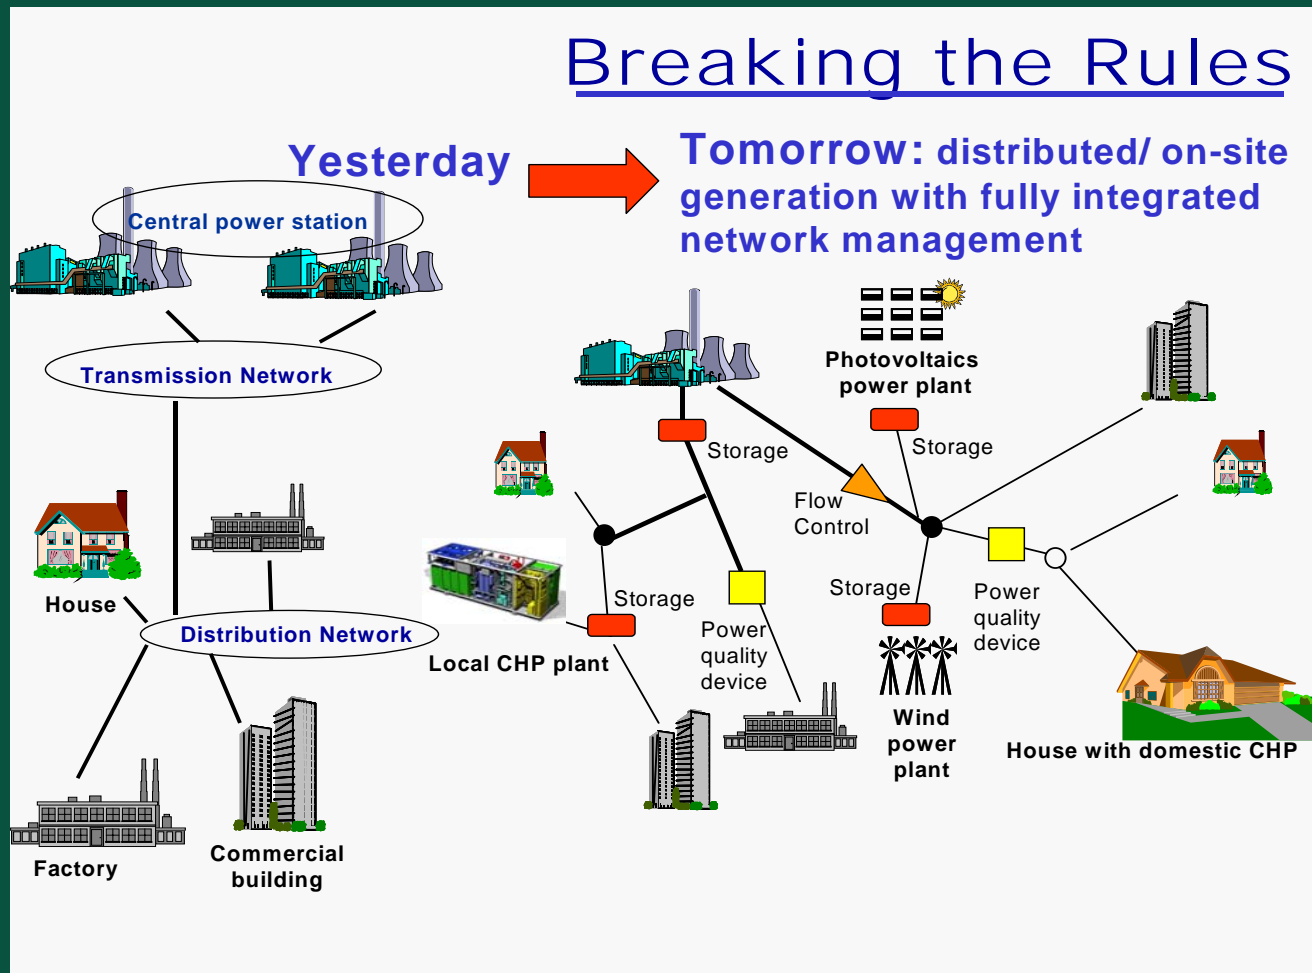 Breaking the Rules
Yesterday
Tomorrow: distributed/ on-site
generation with fully integrated
network management
Central power station
Transmission Network
House
Distribution Network
Factory
Commercial
building
Photovoltaics
power plant
Storage
Storage
Flow
Control
Storage
Local CHP plant
Power
quality
device
Storage
Power
quality
device
Wind
power
plant
House with domestic CHP